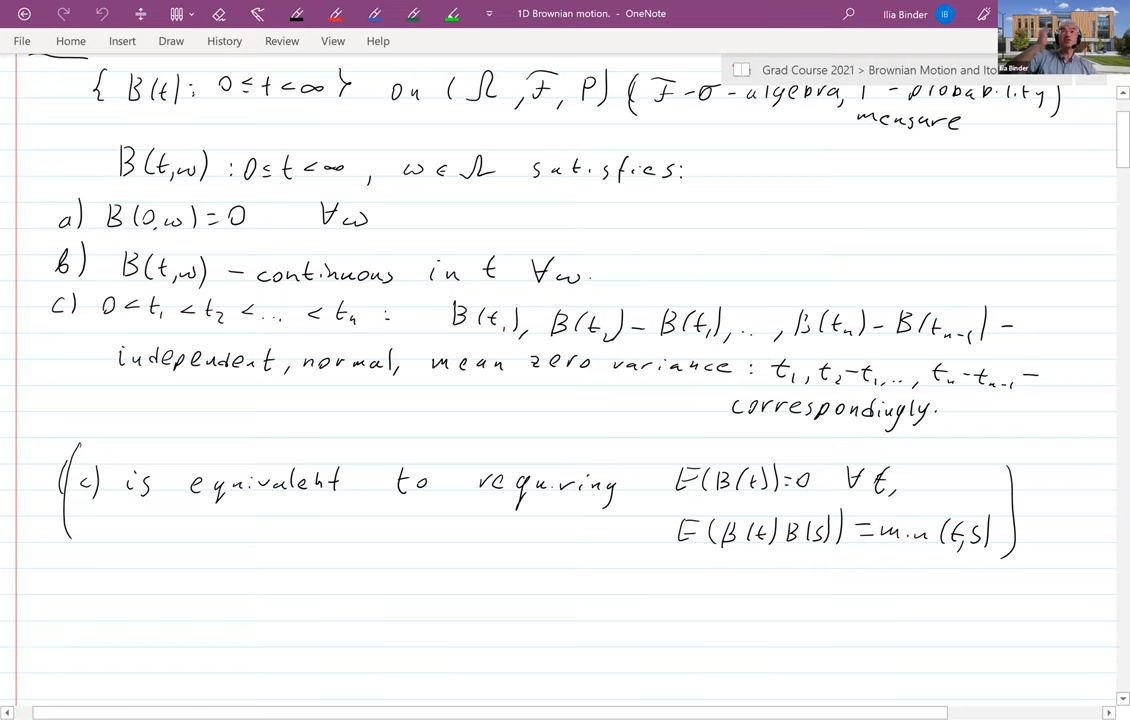 1D Brownian motion. - OneNote
Ilia Binder IB
File Home Insert Draw History Review View Help
Ilia Binder
Grad Course 2021 > Brownian Motion and Ito
{ B(t): 0 ≤ t < ∞ } on (Ω, F, P) (F - σ - algebra, P - probability
measure)
B(t,ω) : 0 ≤ t < ∞, ω ∈ Ω satisfies:
a) B(0,ω) = 0 ∀ω
b) B(t,ω) - continuous in t ∀ω.
c) 0 < t₁ < t₂ < ... < tₙ : B(t₁), B(t₂) - B(t₁), .., B(tₙ) - B(tₙ₋₁) -
independent, normal, mean zero variance: t₁, t₂-t₁, .., tₙ-tₙ₋₁ -
correspondingly.
(c) is equivalent to requiring E(B(t))=0 ∀ t,
E(B(t)B(s)) = min(t,s))